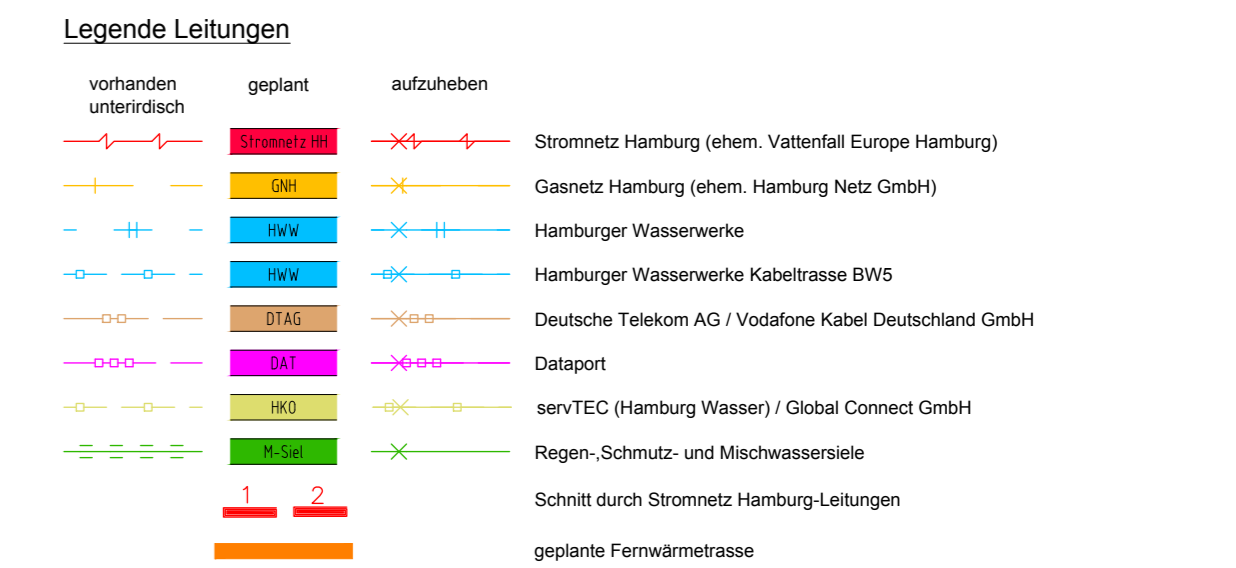 Legende Leitungen
vorhanden
unterirdisch
geplant
aufzuheben
Stromnetz HH
Stromnetz Hamburg (ehem. Vattenfall Europe Hamburg)
GNH
Gasnetz Hamburg (ehem. Hamburg Netz GmbH)
HWW
Hamburger Wasserwerke
HWW
Hamburger Wasserwerke Kabeltrasse BW5
DTAG
Deutsche Telekom AG / Vodafone Kabel Deutschland GmbH
DAT
Dataport
HKO
servTEC (Hamburg Wasser) / Global Connect GmbH
M-Siel
Regen-,Schmutz- und Mischwassersiele
1 2
Schnitt durch Stromnetz Hamburg-Leitungen
geplante Fernwärmetrasse